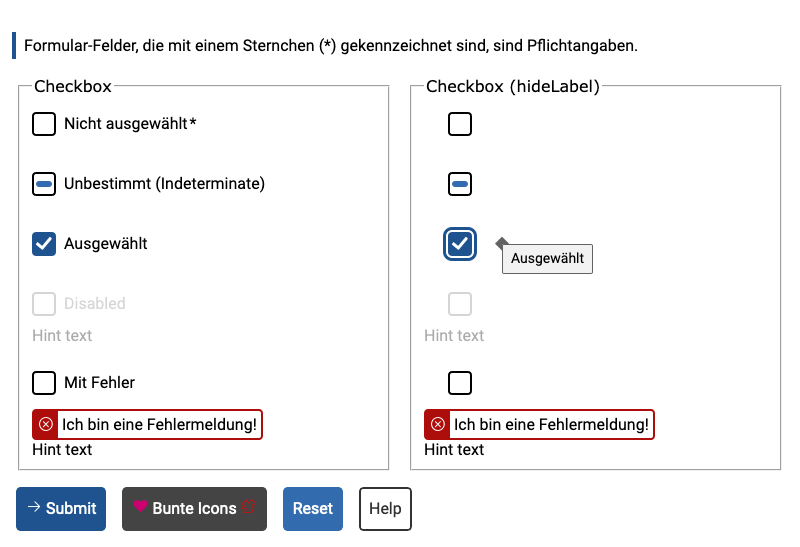 Formular-Felder, die mit einem Sternchen (*) gekennzeichnet sind, sind Pflichtangaben.
Checkbox
Nicht ausgewählt*
Unbestimmt (Indeterminate)
Ausgewählt
Disabled
Hint text
Mit Fehler
Ich bin eine Fehlermeldung!
Hint text
Checkbox (hideLabel)
Ausgewählt
Hint text
Ich bin eine Fehlermeldung!
Hint text
Submit
Bunte Icons
Reset
Help